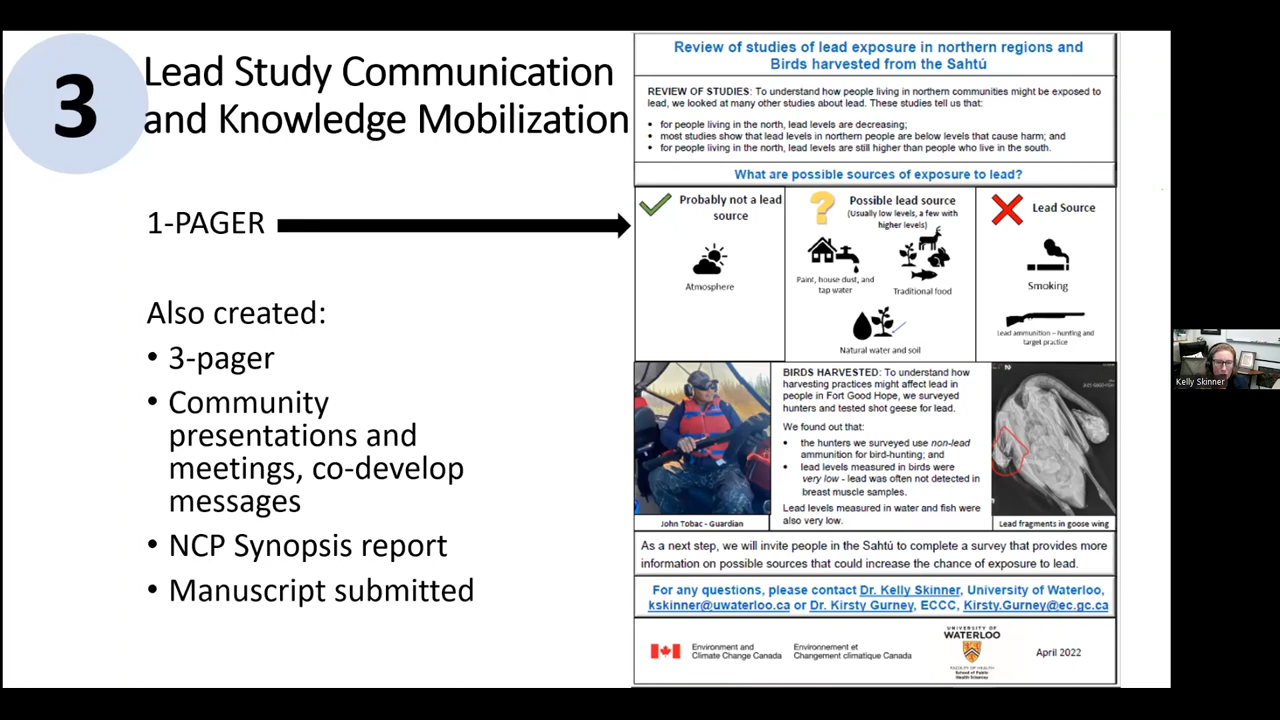 3
Lead Study Communication
and Knowledge Mobilization
1-PAGER
Also created:
• 3-pager
• Community
presentations and
meetings, co-develop
messages
• NCP Synopsis report
• Manuscript submitted
Review of studies of lead exposure in northern regions and
Birds harvested from the Sahtú
REVIEW OF STUDIES: To understand how people living in northern communities might be exposed to
lead, we looked at many other studies about lead. These studies tell us that:
• for people living in the north, lead levels are decreasing;
• most studies show that lead levels in northern people are below levels that cause harm; and
• for people living in the north, lead levels are still higher than people who live in the south.
What are possible sources of exposure to lead?
Probably not a lead
source
Atmosphere
Possible lead source
(Usually low levels, a few with
higher levels)
Paint, house dust, and
tap water
Traditional food
Natural water and soil
Lead Source
Smoking
Lead ammunition – hunting and
target practice
John Tobac - Guardian
BIRDS HARVESTED: To understand how
harvesting practices might affect lead in
people in Fort Good Hope, we surveyed
hunters and tested shot geese for lead.
We found out that:
• the hunters we surveyed use non-lead
ammunition for bird-hunting; and
• lead levels measured in birds were
very low - lead was often not detected in
breast muscle samples.
Lead levels measured in water and fish were
also very low.
Lead fragments in goose wing
As a next step, we will invite people in the Sahtú to complete a survey that provides more
information on possible sources that could increase the chance of exposure to lead.
For any questions, please contact Dr. Kelly Skinner, University of Waterloo,
kskinner@uwaterloo.ca or Dr. Kirsty Gurney, ECCC, Kirsty.Gurney@ec.gc.ca
Environment and
Climate Change Canada
Environnement et
Changement climatique Canada
UNIVERSITY OF
WATERLOO
FACULTY OF HEALTH
School of Public
Health Sciences
April 2022
Kelly Skinner